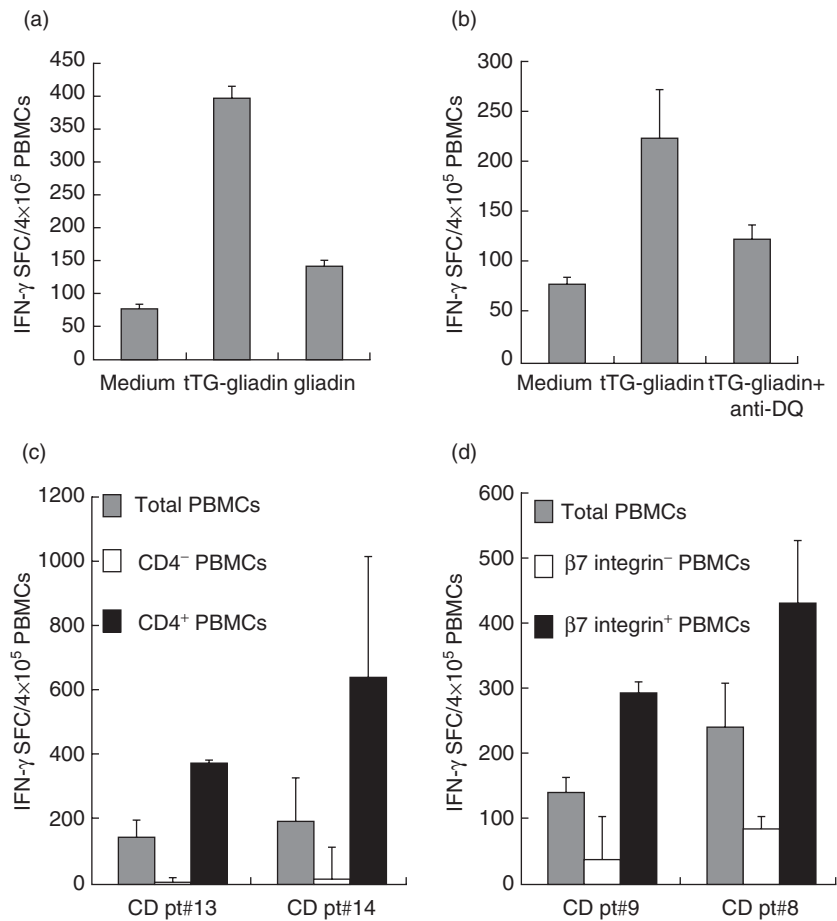 (a)
IFN-γ SFC/4×10⁵ PBMCs
450
400
350
300
250
200
150
100
50
0
Medium tTG-gliadin gliadin
(b)
IFN-γ SFC/4×10⁵ PBMCs
300
250
200
150
100
50
0
Medium tTG-gliadin tTG-gliadin+
anti-DQ
(c)
IFN-γ SFC/4×10⁵ PBMCs
1200
1000
800
600
400
200
0
Total PBMCs
CD4⁻ PBMCs
CD4⁺ PBMCs
CD pt#13 CD pt#14
(d)
IFN-γ SFC/4×10⁵ PBMCs
600
500
400
300
200
100
0
Total PBMCs
β7 integrin⁻ PBMCs
β7 integrin⁺ PBMCs
CD pt#9 CD pt#8